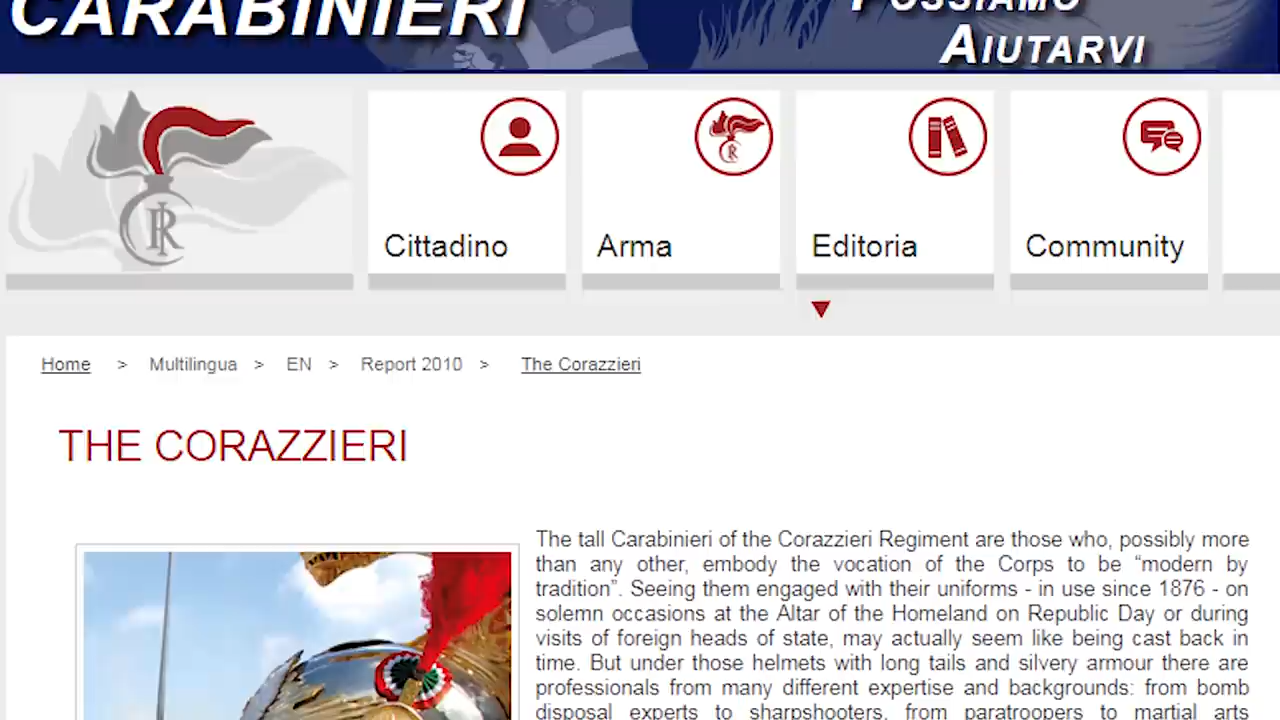 CARABINIERI
POSSIAMO
AIUTARVI
Cittadino
Arma
Editoria
Community
Home > Multilingua > EN > Report 2010 > The Corazzieri
THE CORAZZIERI
The tall Carabinieri of the Corazzieri Regiment are those who, possibly more
than any other, embody the vocation of the Corps to be “modern by
tradition”. Seeing them engaged with their uniforms - in use since 1876 - on
solemn occasions at the Altar of the Homeland on Republic Day or during
visits of foreign heads of state, may actually seem like being cast back in
time. But under those helmets with long tails and silvery armour there are
professionals from many different expertise and backgrounds: from bomb
disposal experts to sharpshooters, from paratroopers to martial arts